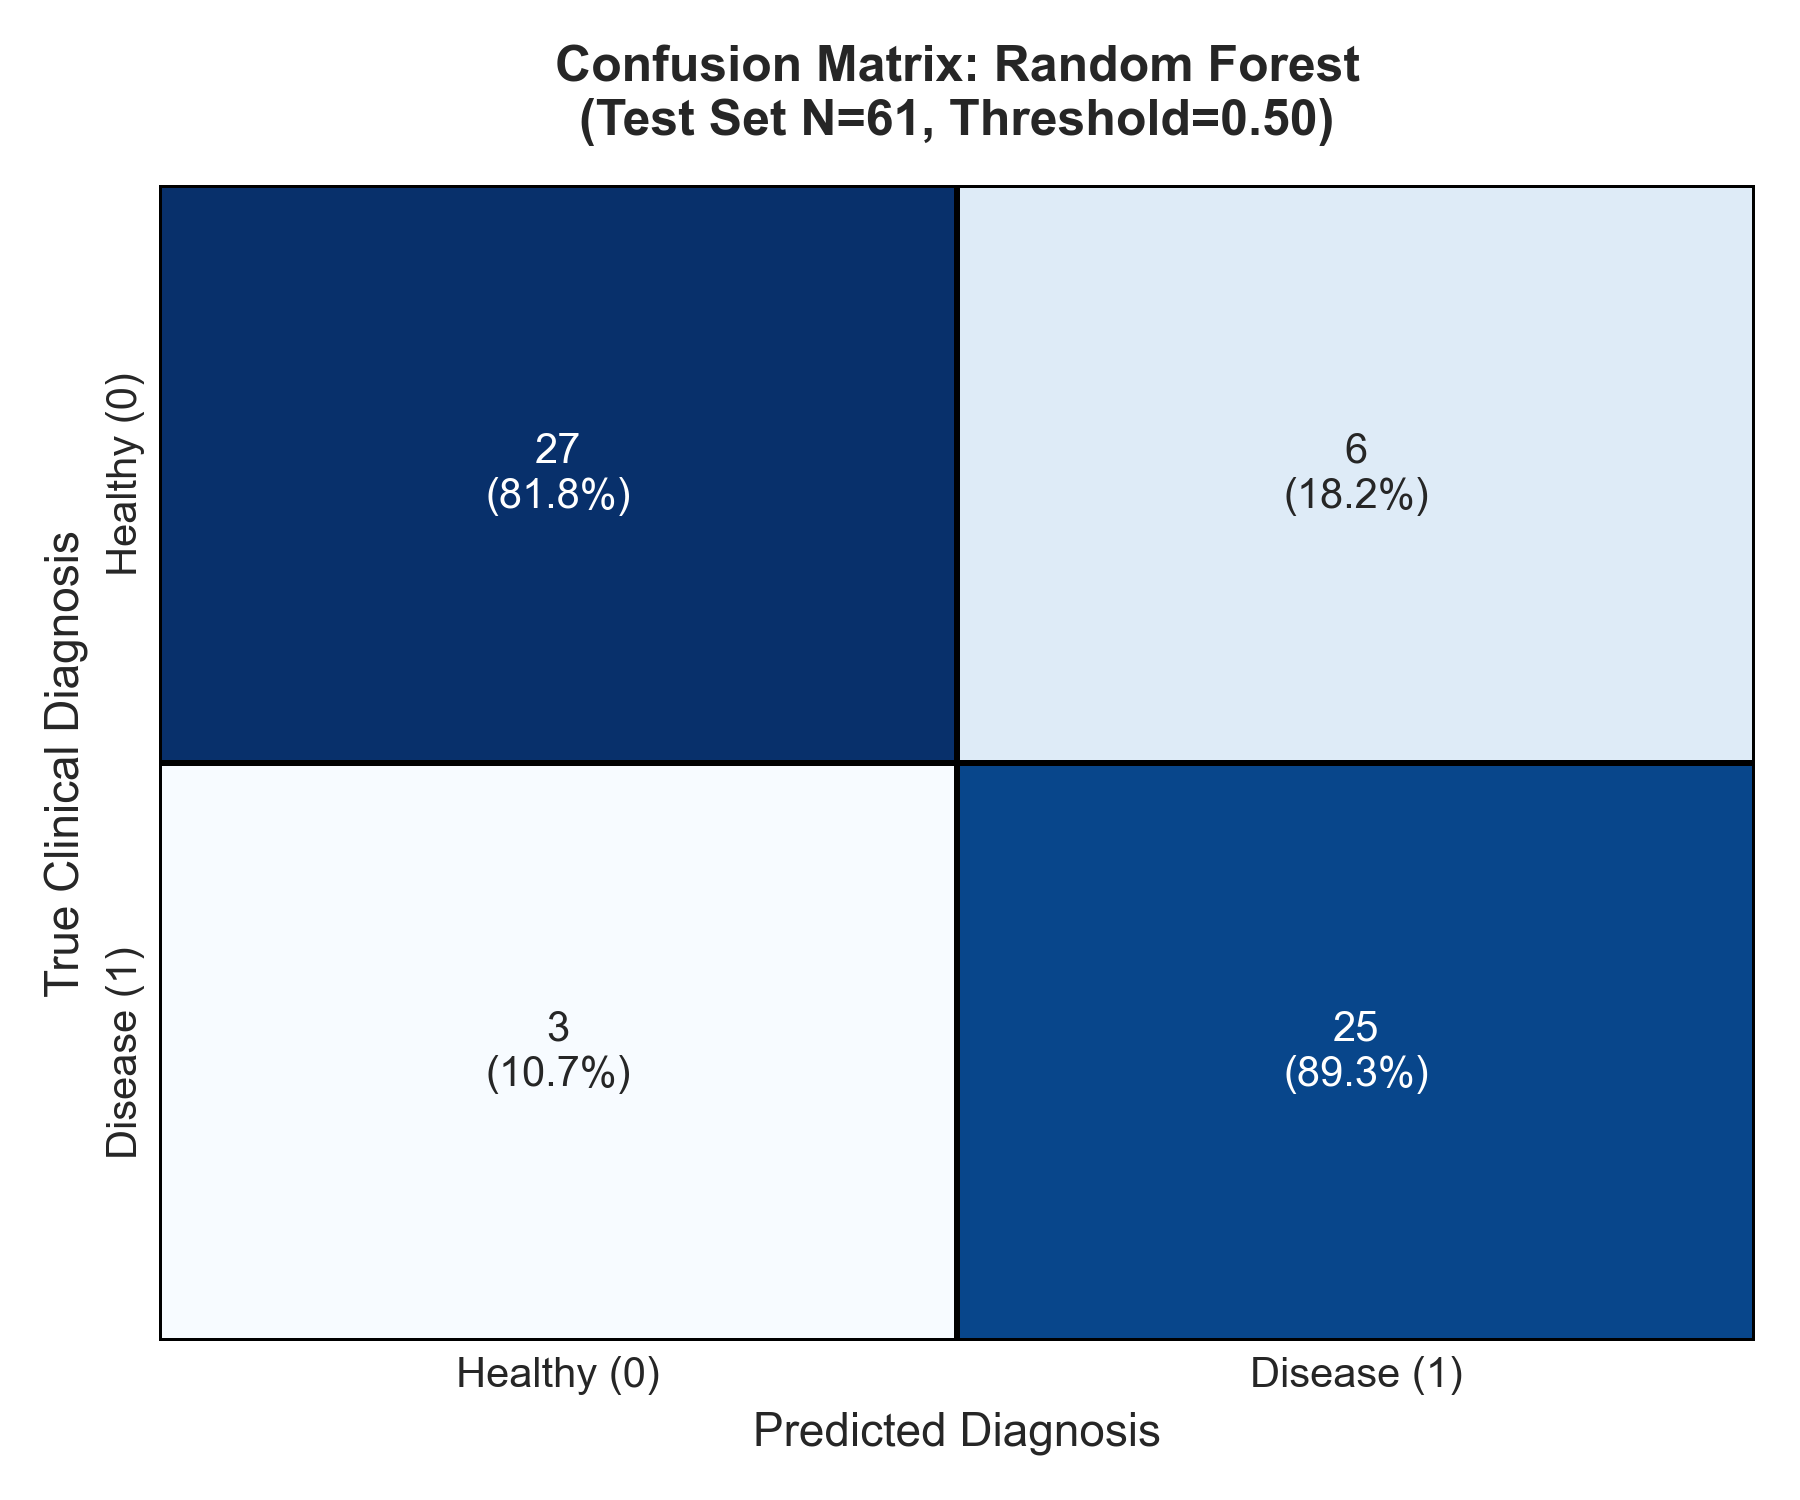 Confusion Matrix: Random Forest
(Test Set N=61, Threshold=0.50)
True Clinical Diagnosis
Healthy (0)
27
(81.8%)
6
(18.2%)
Disease (1)
3
(10.7%)
25
(89.3%)
Healthy (0)
Disease (1)
Predicted Diagnosis